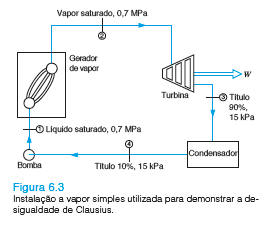 Vapor saturado, 0,7 MPa
2
Gerador
de vapor
W
Turbina
3 Título
90%,
15 kPa
1 Líquido saturado, 0,7 MPa
4
Condensador
Bomba
Título 10%, 15 kPa
Figura 6.3
Instalação a vapor simples utilizada para demonstrar a de-
sigualdade de Clausius.